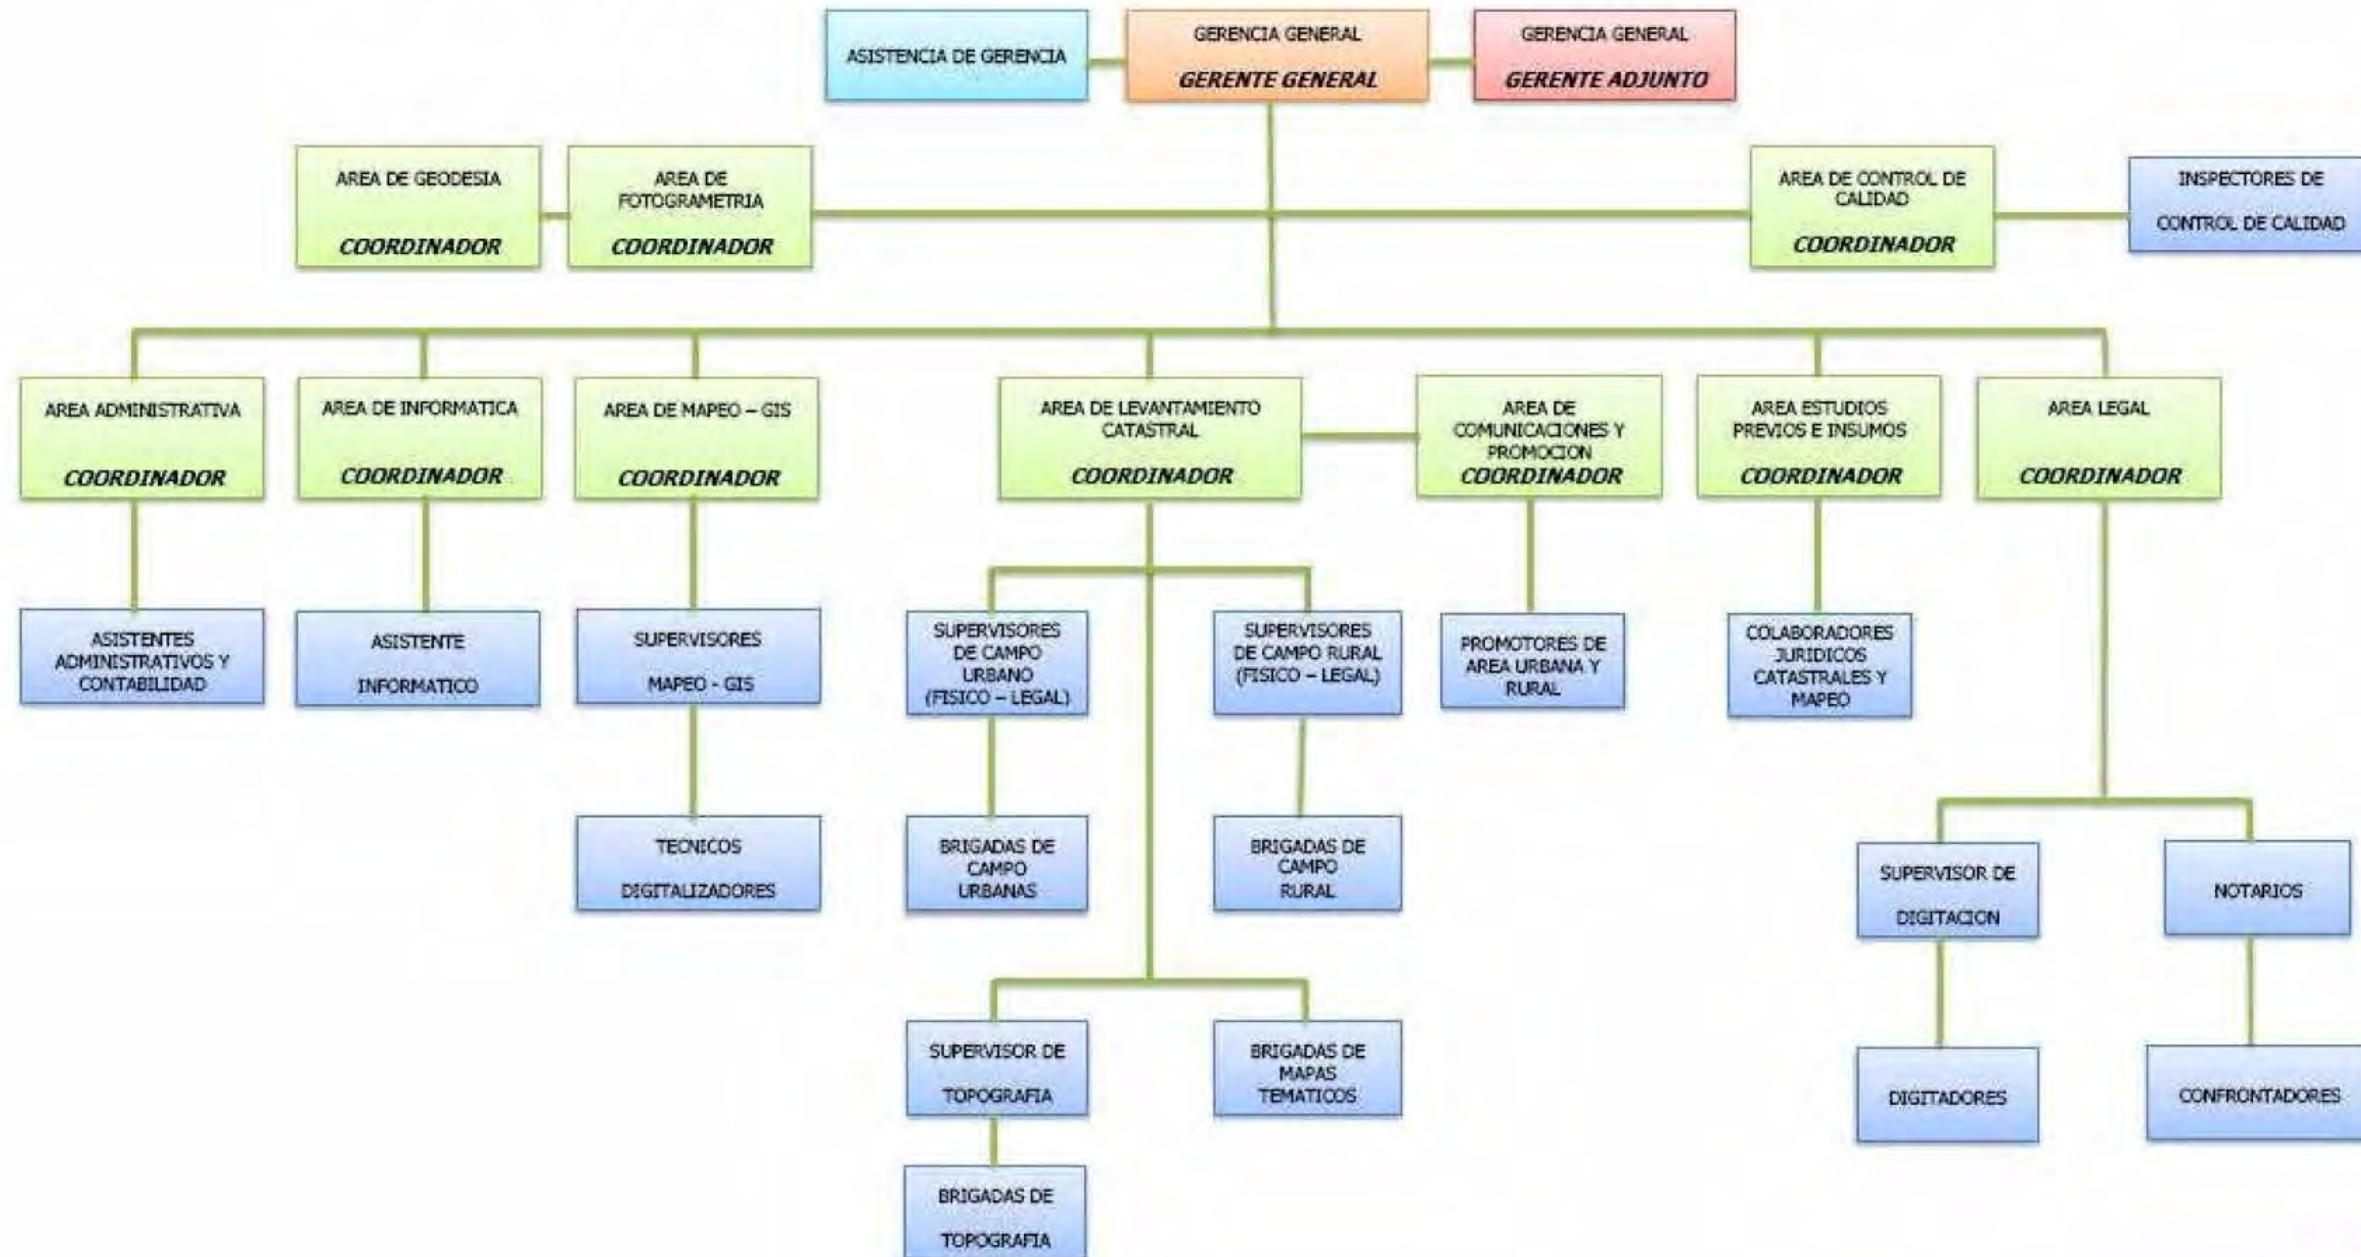 ASISTENCIA DE GERENCIA
GERENCIA GENERAL
GERENTE GENERAL
GERENCIA GENERAL
GERENTE ADJUNTO
AREA DE GEODESIA
COORDINADOR
AREA DE
FOTOGRAMETRIA
COORDINADOR
AREA DE CONTROL DE
CALIDAD
COORDINADOR
INSPECTORES DE
CONTROL DE CALIDAD
AREA ADMINISTRATIVA
COORDINADOR
AREA DE INFORMATICA
COORDINADOR
AREA DE MAPEO – GIS
COORDINADOR
AREA DE LEVANTAMIENTO
CATASTRAL
COORDINADOR
AREA DE
COMUNICACIONES Y
PROMOCION
COORDINADOR
AREA ESTUDIOS
PREVIOS E INSUMOS
COORDINADOR
AREA LEGAL
COORDINADOR
ASISTENTES
ADMINISTRATIVOS Y
CONTABILIDAD
ASISTENTE
INFORMATICO
SUPERVISORES
MAPEO - GIS
SUPERVISORES
DE CAMPO
URBANO
(FISICO – LEGAL)
SUPERVISORES
DE CAMPO RURAL
(FISICO – LEGAL)
PROMOTORES DE
AREA URBANA Y
RURAL
COLABORADORES
JURIDICOS
CATASTRALES Y
MAPEO
TECNICOS
DIGITALIZADORES
BRIGADAS DE
CAMPO
URBANAS
BRIGADAS DE
CAMPO
RURAL
SUPERVISOR DE
DIGITACION
NOTARIOS
SUPERVISOR DE
TOPOGRAFIA
BRIGADAS DE
MAPAS
TEMATICOS
DIGITADORES
CONFRONTADORES
BRIGADAS DE
TOPOGRAFIA